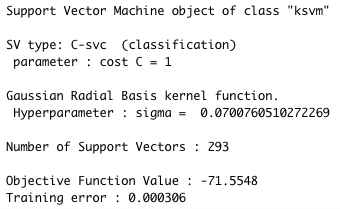 Support Vector Machine object of class "ksvm"
SV type: C-svc (classification)
parameter : cost C = 1
Gaussian Radial Basis kernel function.
Hyperparameter : sigma = 0.0700760510272269
Number of Support Vectors : 293
Objective Function Value : -71.5548
Training error : 0.000306